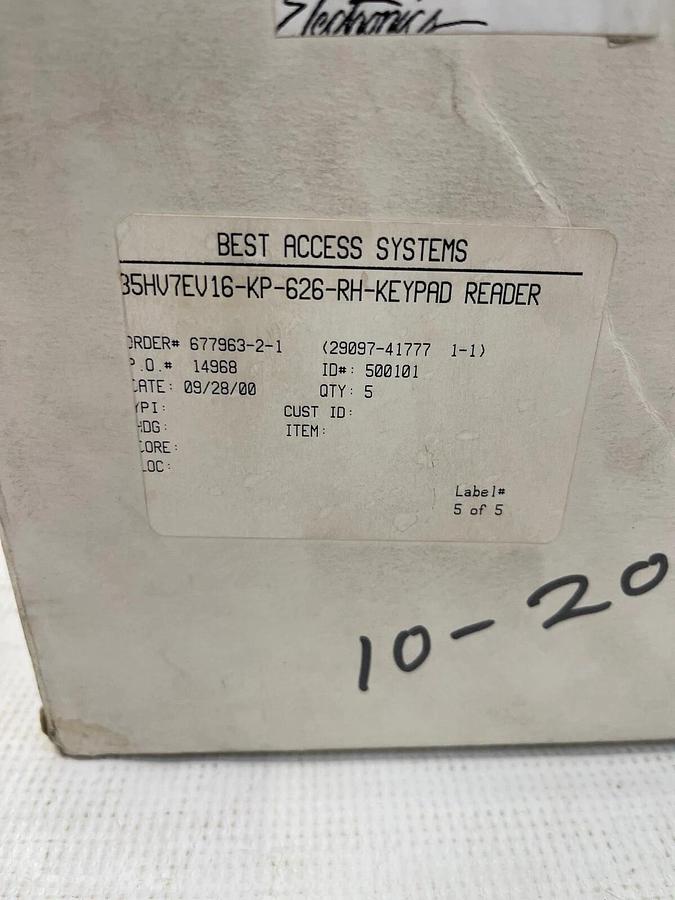 Electronics
BEST ACCESS SYSTEMS
35HV7EV16-KP-626-RH-KEYPAD READER
ORDER# 677963-2-1 (29097-41777 1-1)
P.O.# 14968 ID#: 500101
DATE: 09/28/00 QTY: 5
YPI: CUST ID:
HDG: ITEM:
CORE:
LOC:
Label#
5 of 5
10-20